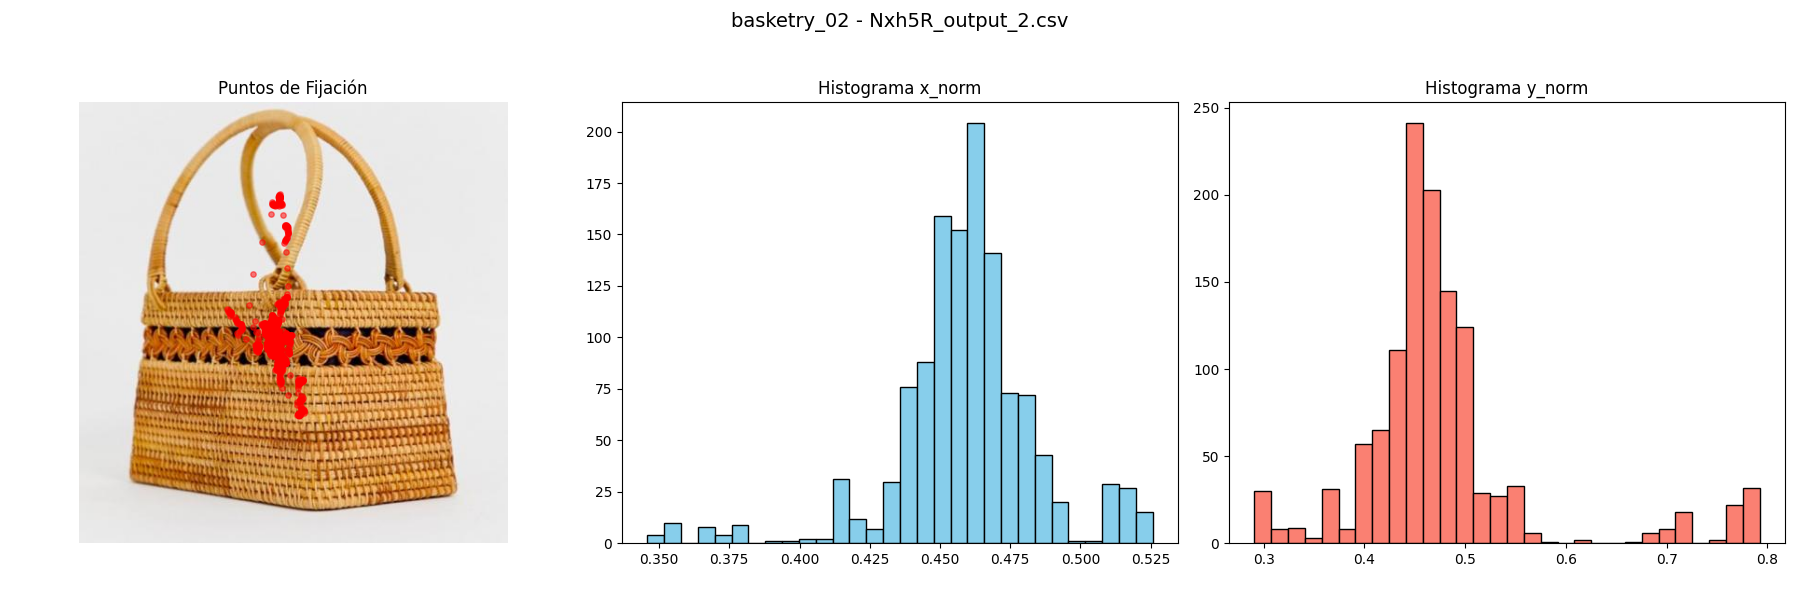 basketry_02 - Nxh5R_output_2.csv
Puntos de Fijación
Histograma x_norm
200
175
150
125
100
75
50
25
0
0.350 0.375 0.400 0.425 0.450 0.475 0.500 0.525
Histograma y_norm
250
200
150
100
50
0
0.3 0.4 0.5 0.6 0.7 0.8